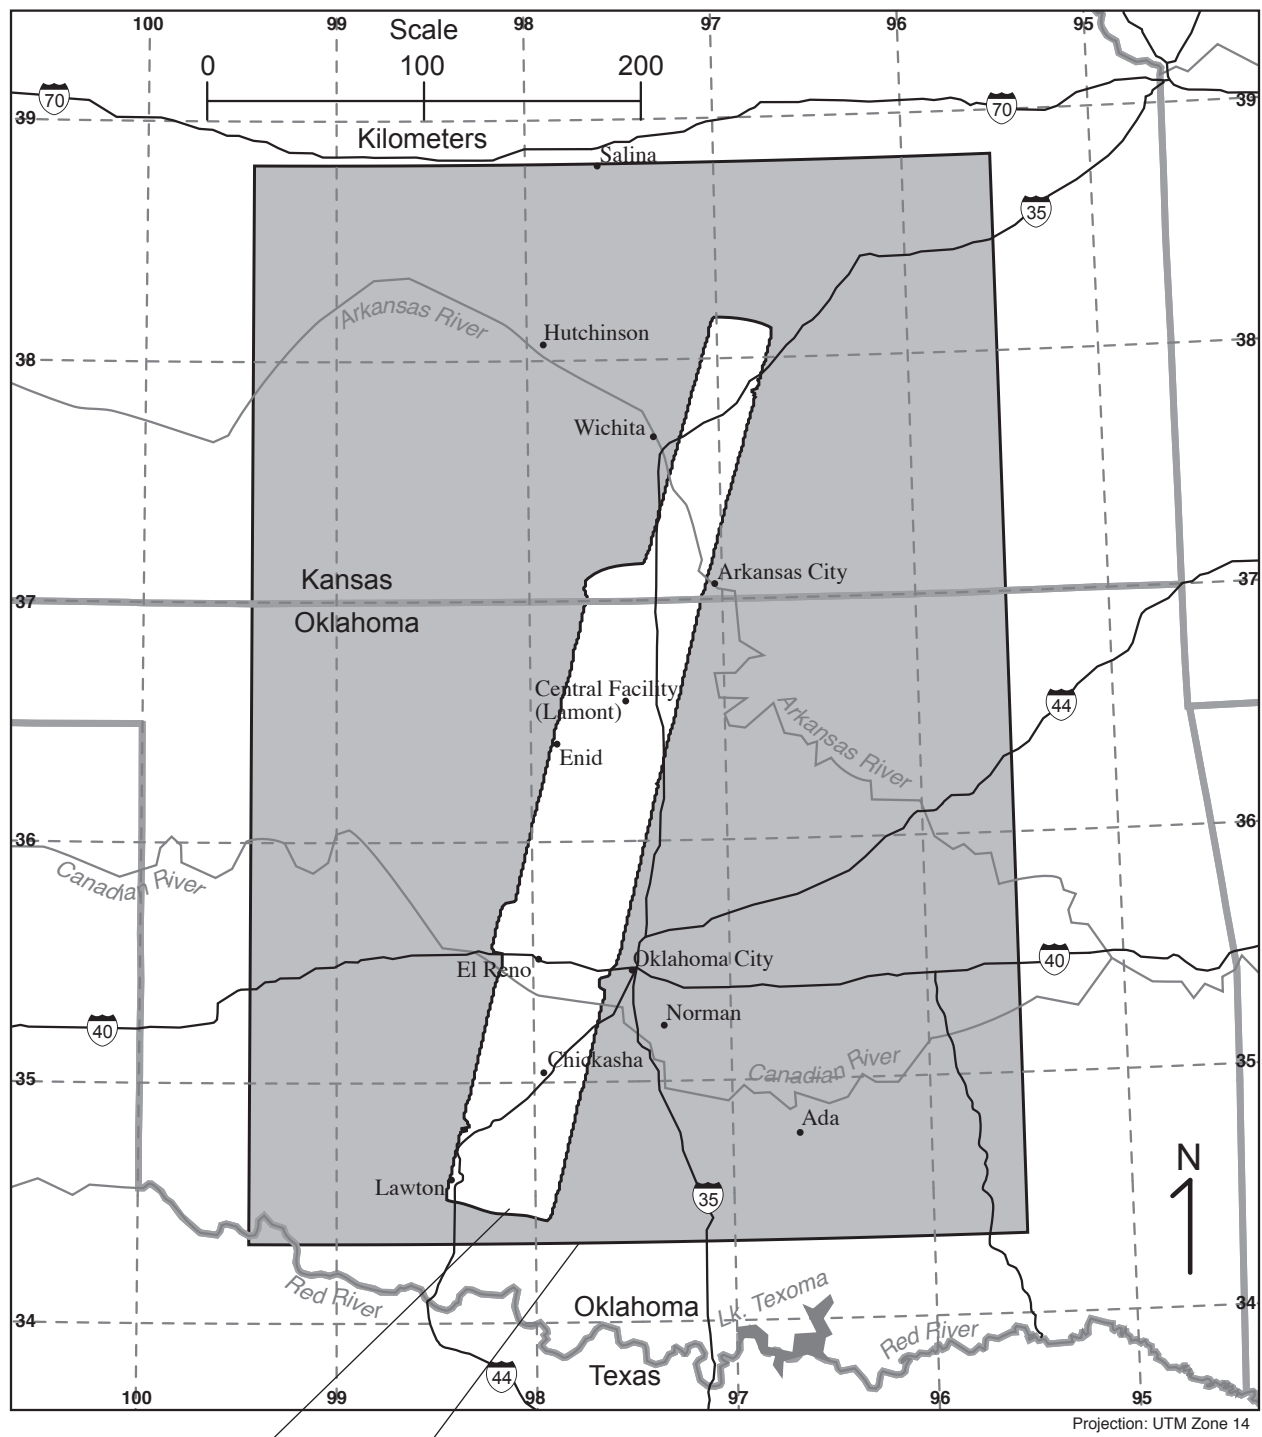 100 99 98 97 96 95
Scale
0 100 200
Kilometers
70
70
39
39
Salina
35
Arkansas River
Hutchinson
38
38
Wichita
Kansas
Arkansas City
37
37
Oklahoma
Central Facility
(Lamont)
44
Arkansas River
Enid
36
36
Canadian River
El Reno
Oklahoma City
40
40
Norman
Chickasha
Canadian River
35
35
Ada
N
Lawton
35
Red River
Oklahoma
Lk. Texoma
34
34
Red River
Texas
44
100 99 98 97 96 95
Projection: UTM Zone 14